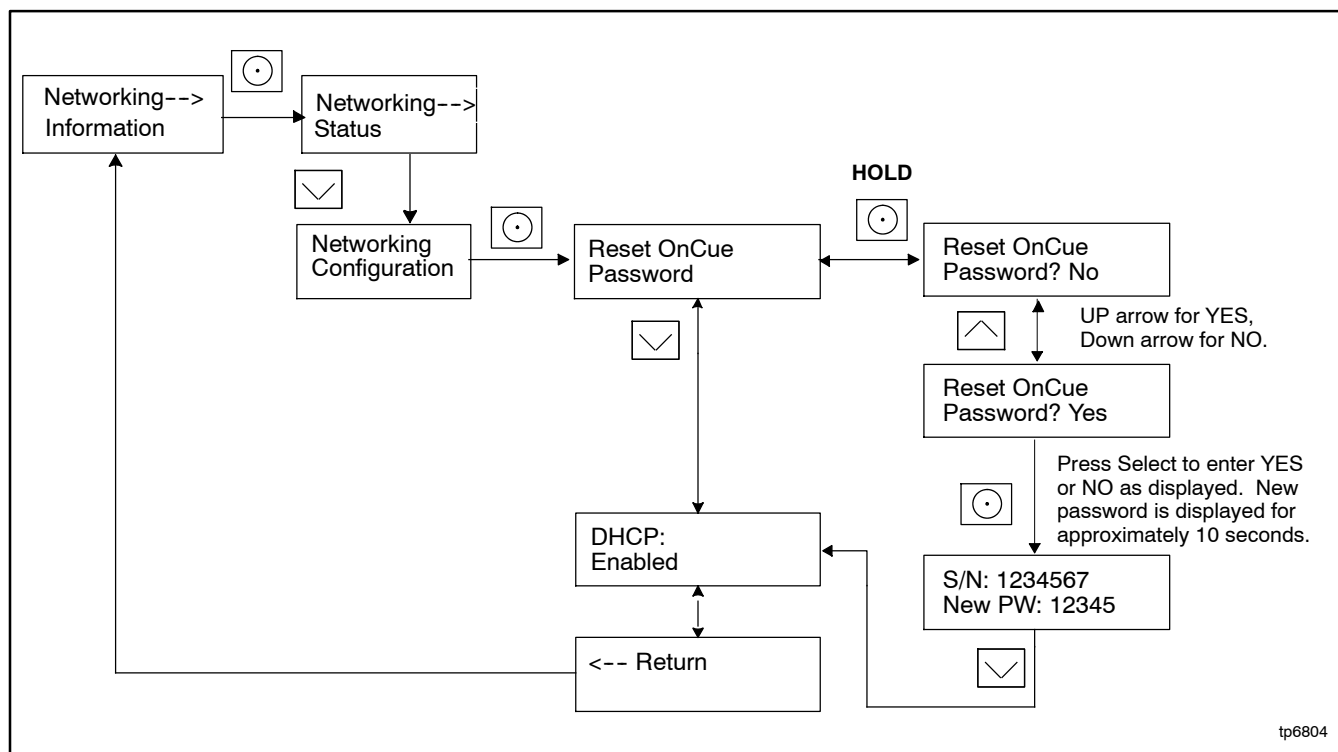 Networking-->
Information
Networking-->
Status
Networking
Configuration
Reset OnCue
Password
HOLD
Reset OnCue
Password? No
UP arrow for YES,
Down arrow for NO.
Reset OnCue
Password? Yes
Press Select to enter YES
or NO as displayed. New
password is displayed for
approximately 10 seconds.
DHCP:
Enabled
S/N: 1234567
New PW: 12345
<-- Return
tp6804